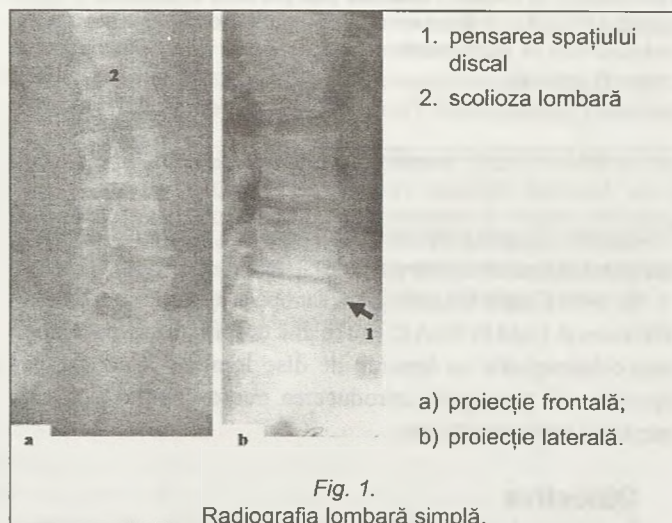 2
1
a
b
1. pensarea spațiului
discal
2. scolioza lombară
a) proiecție frontală;
b) proiecție laterală.
Fig. 1.
Radiografia lombară simplă.